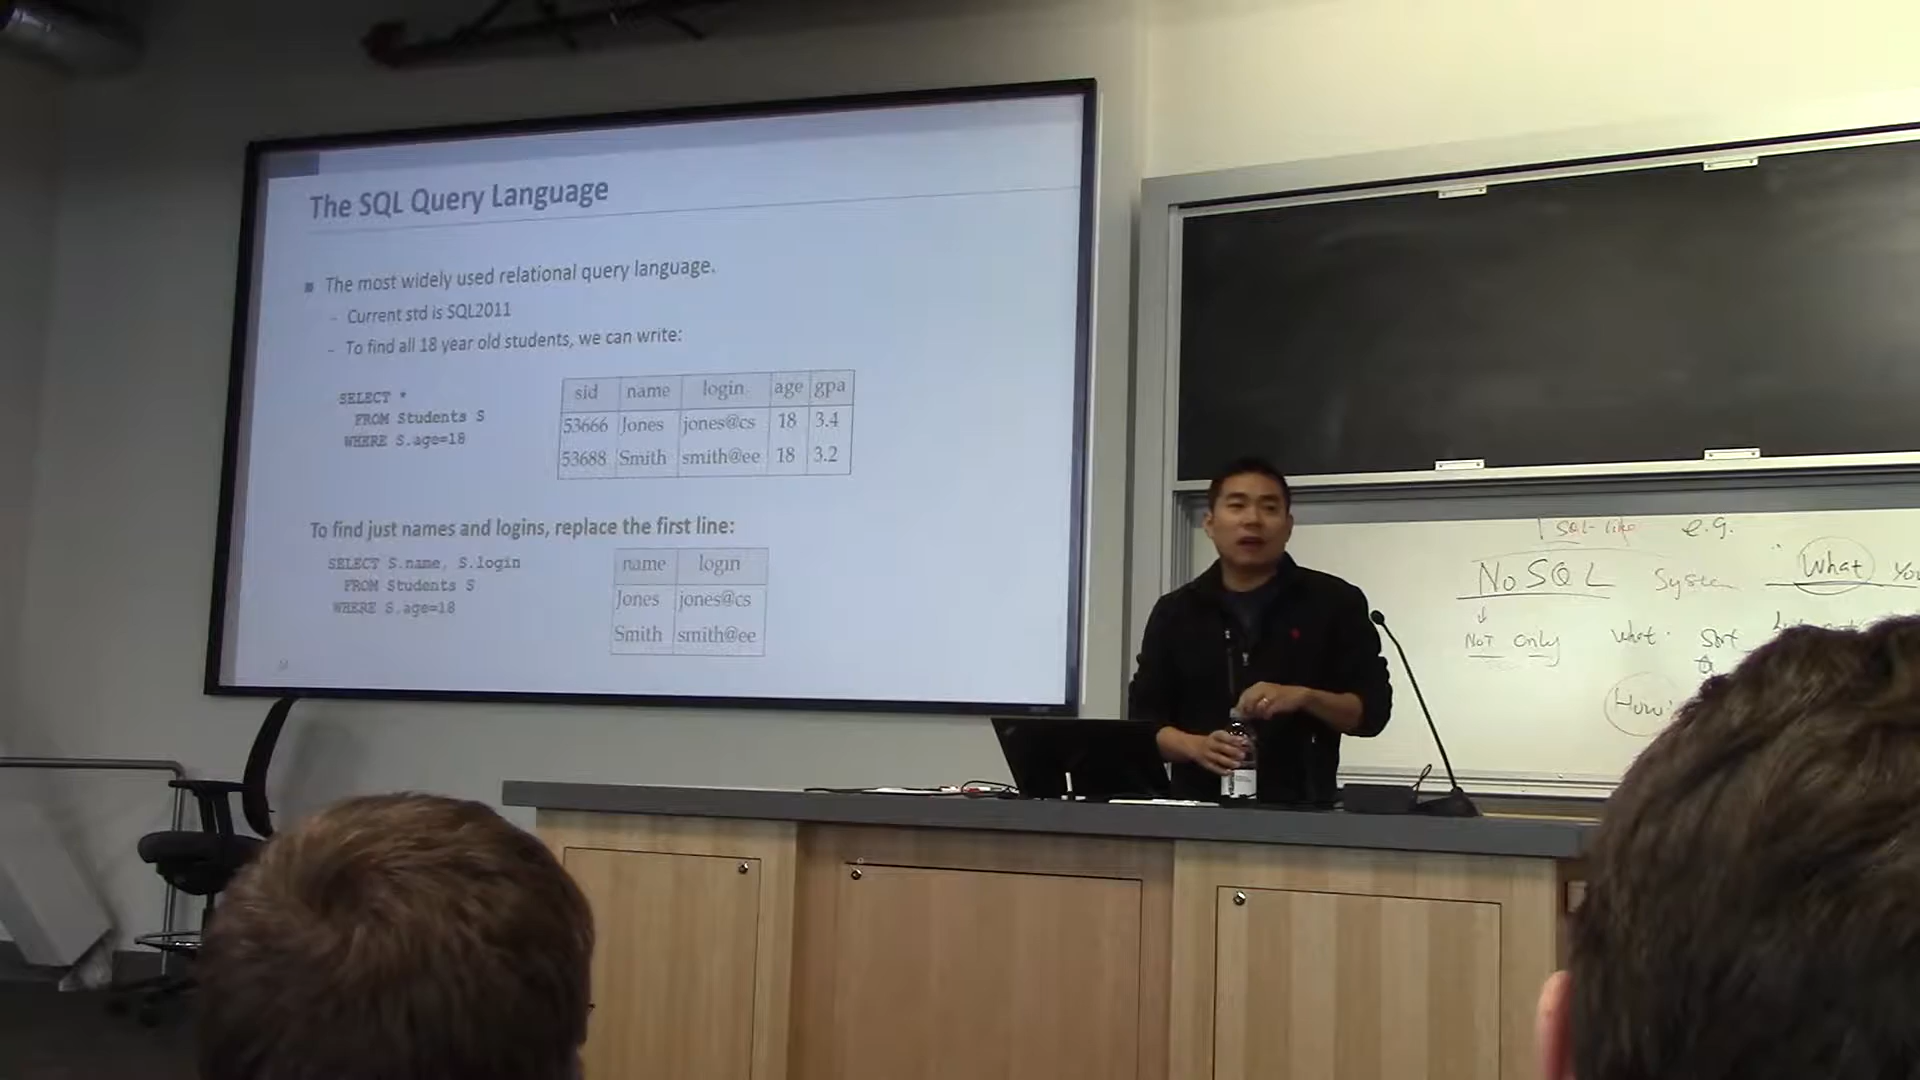 The SQL Query Language
The most widely used relational query language.
- Current std is SQL2011
- To find all 18 year old students, we can write:
SELECT *
FROM Students S
WHERE S.age=18
sid name login age gpa
53666 Jones jones@cs 18 3.4
53688 Smith smith@ee 18 3.2
To find just names and logins, replace the first line:
SELECT S.name, S.login
FROM Students S
WHERE S.age=18
name login
Jones jones@cs
Smith smith@ee
SQL-like e.g.
NoSQL System What You
NOT only what